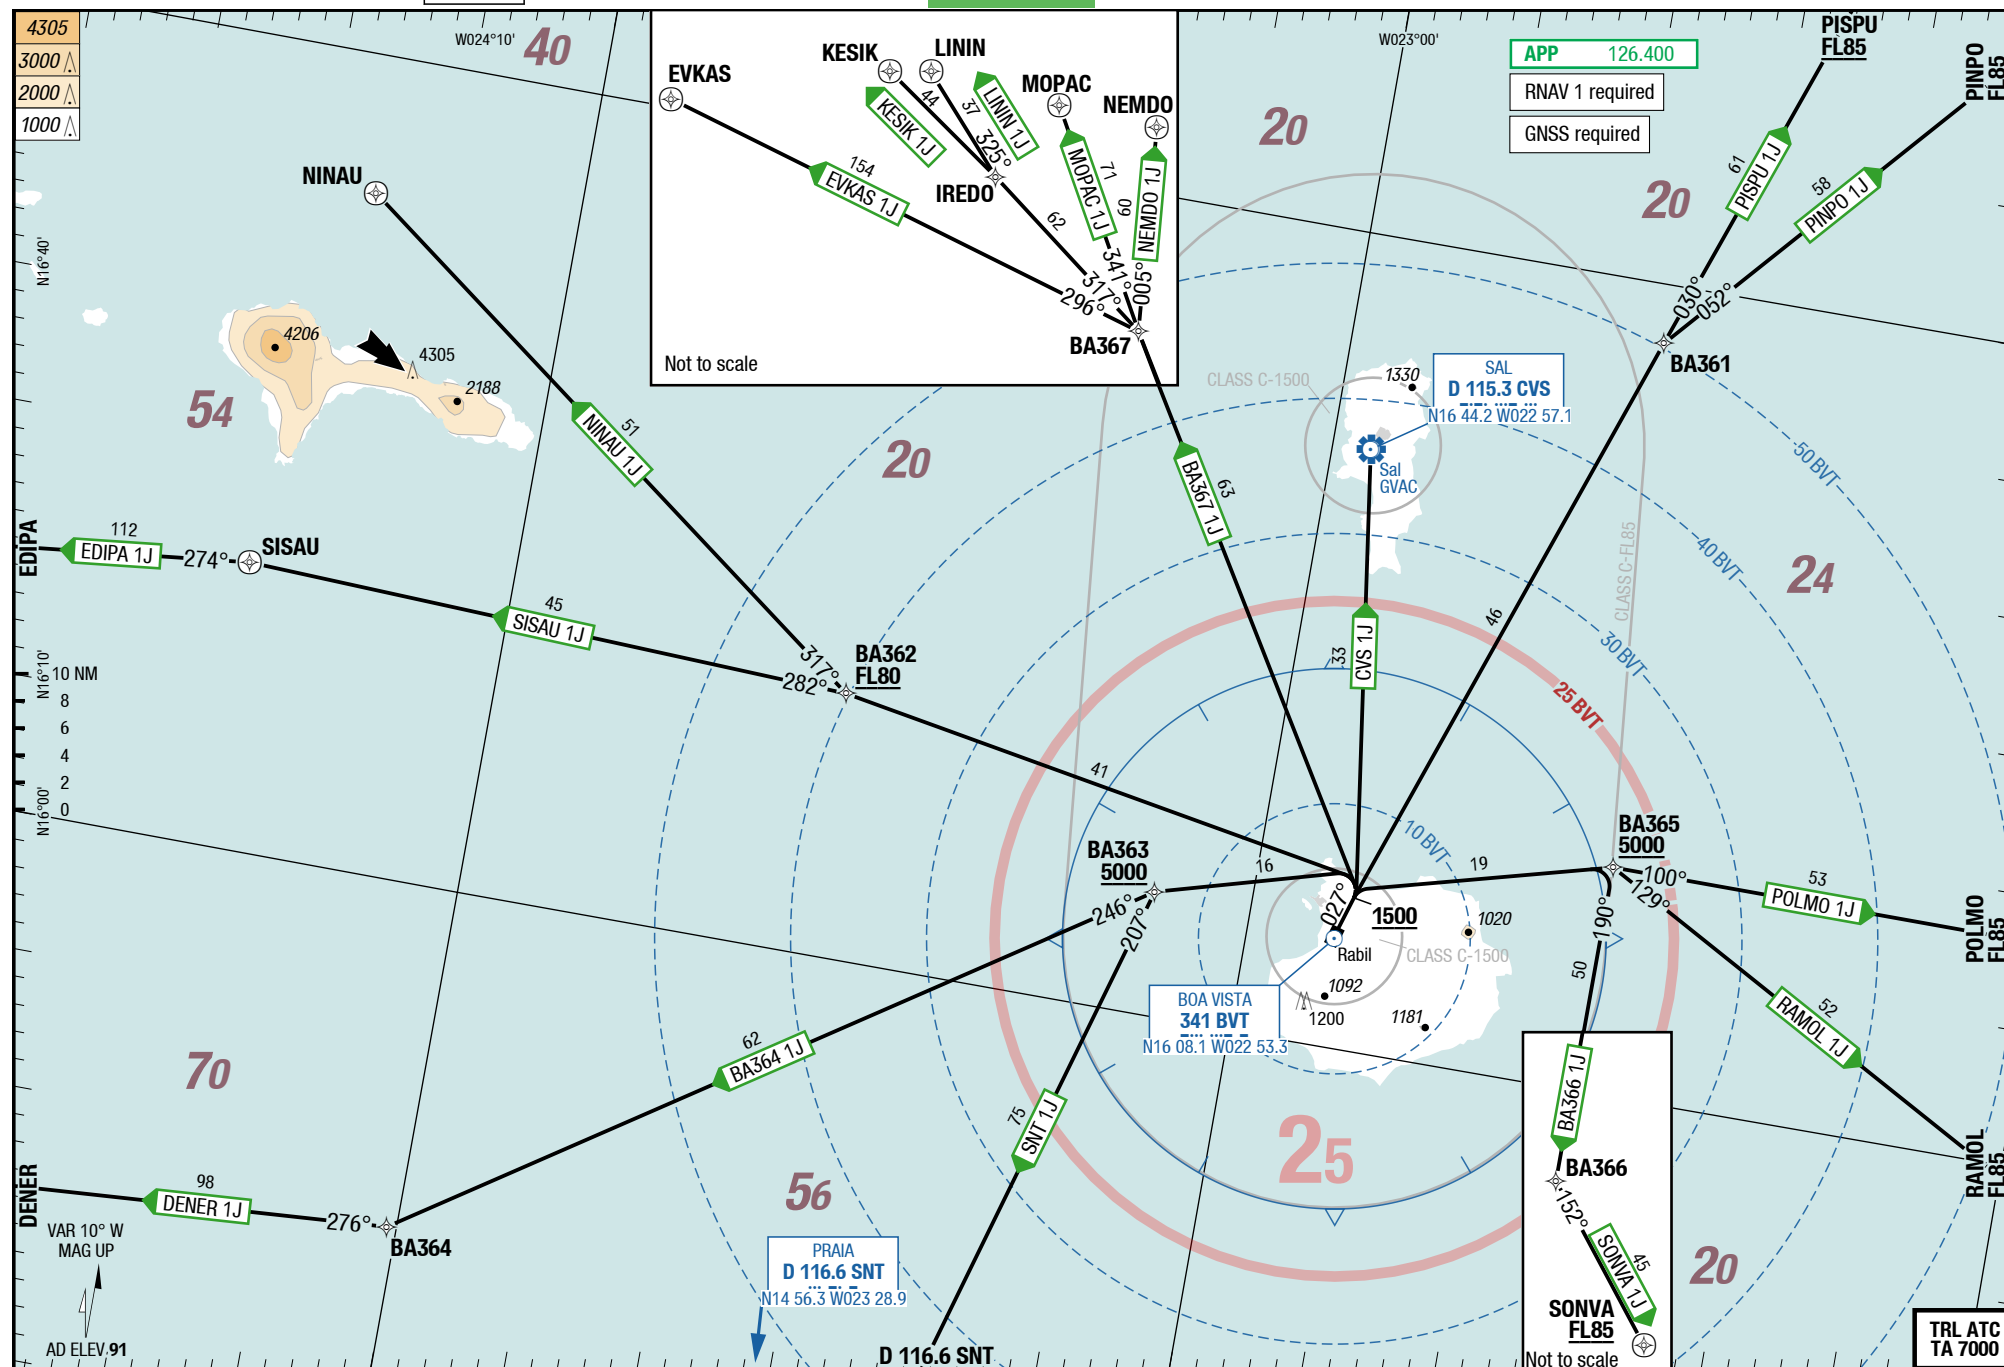 4305
3000
2000
1000
W024°10'
40
W023°00'
20
20
APP 126.400
RNAV 1 required
GNSS required
PISPU
FL85
PINPO
FL85
EVKAS
KESIK
LININ
MOPAC
NEMDO
44
37
KESIK 1J
LININ 1J
325°
IREDO
154
EVKAS 1J
62
71
MOPAC 1J
60
NEMDO 1J
296°
317°
341°
005°
BA367
Not to scale
61
PISPU 1J
58
PINPO 1J
030°
052°
BA361
NINAU
N16°40'
4206
4305
2188
54
51
NINAU 1J
20
CLASS C-1500
1330
SAL
D 115.3 CVS
N16 44.2 W022 57.1
Sal
GVAC
50 BVT
40 BVT
30 BVT
25 BVT
10 BVT
CLASS C-FL85
24
63
BA367 1J
EDIPA
112
EDIPA 1J
274°
SISAU
45
SISAU 1J
317°
282°
BA362
FL80
33
CVS 1J
46
41
N16°10'
10 NM
8
6
4
2
0
N16°00'
BA363
5000
16
19
BA365
5000
100°
129°
190°
53
POLMO 1J
POLMO
FL85
246°
207°
027°
1500
1020
Rabil
CLASS C-1500
1092
1200
1181
BOA VISTA
341 BVT
N16 08.1 W022 53.3
50
52
RAMOL 1J
RAMOL
FL85
BA366 1J
BA366
152°
45
SONVA 1J
SONVA
FL85
Not to scale
70
62
BA364 1J
75
SNT 1J
25
56
20
DENER
98
DENER 1J
276°
BA364
VAR 10° W
MAG UP
AD ELEV 91
PRAIA
D 116.6 SNT
N14 56.3 W023 28.9
D 116.6 SNT
TRL ATC
TA 7000